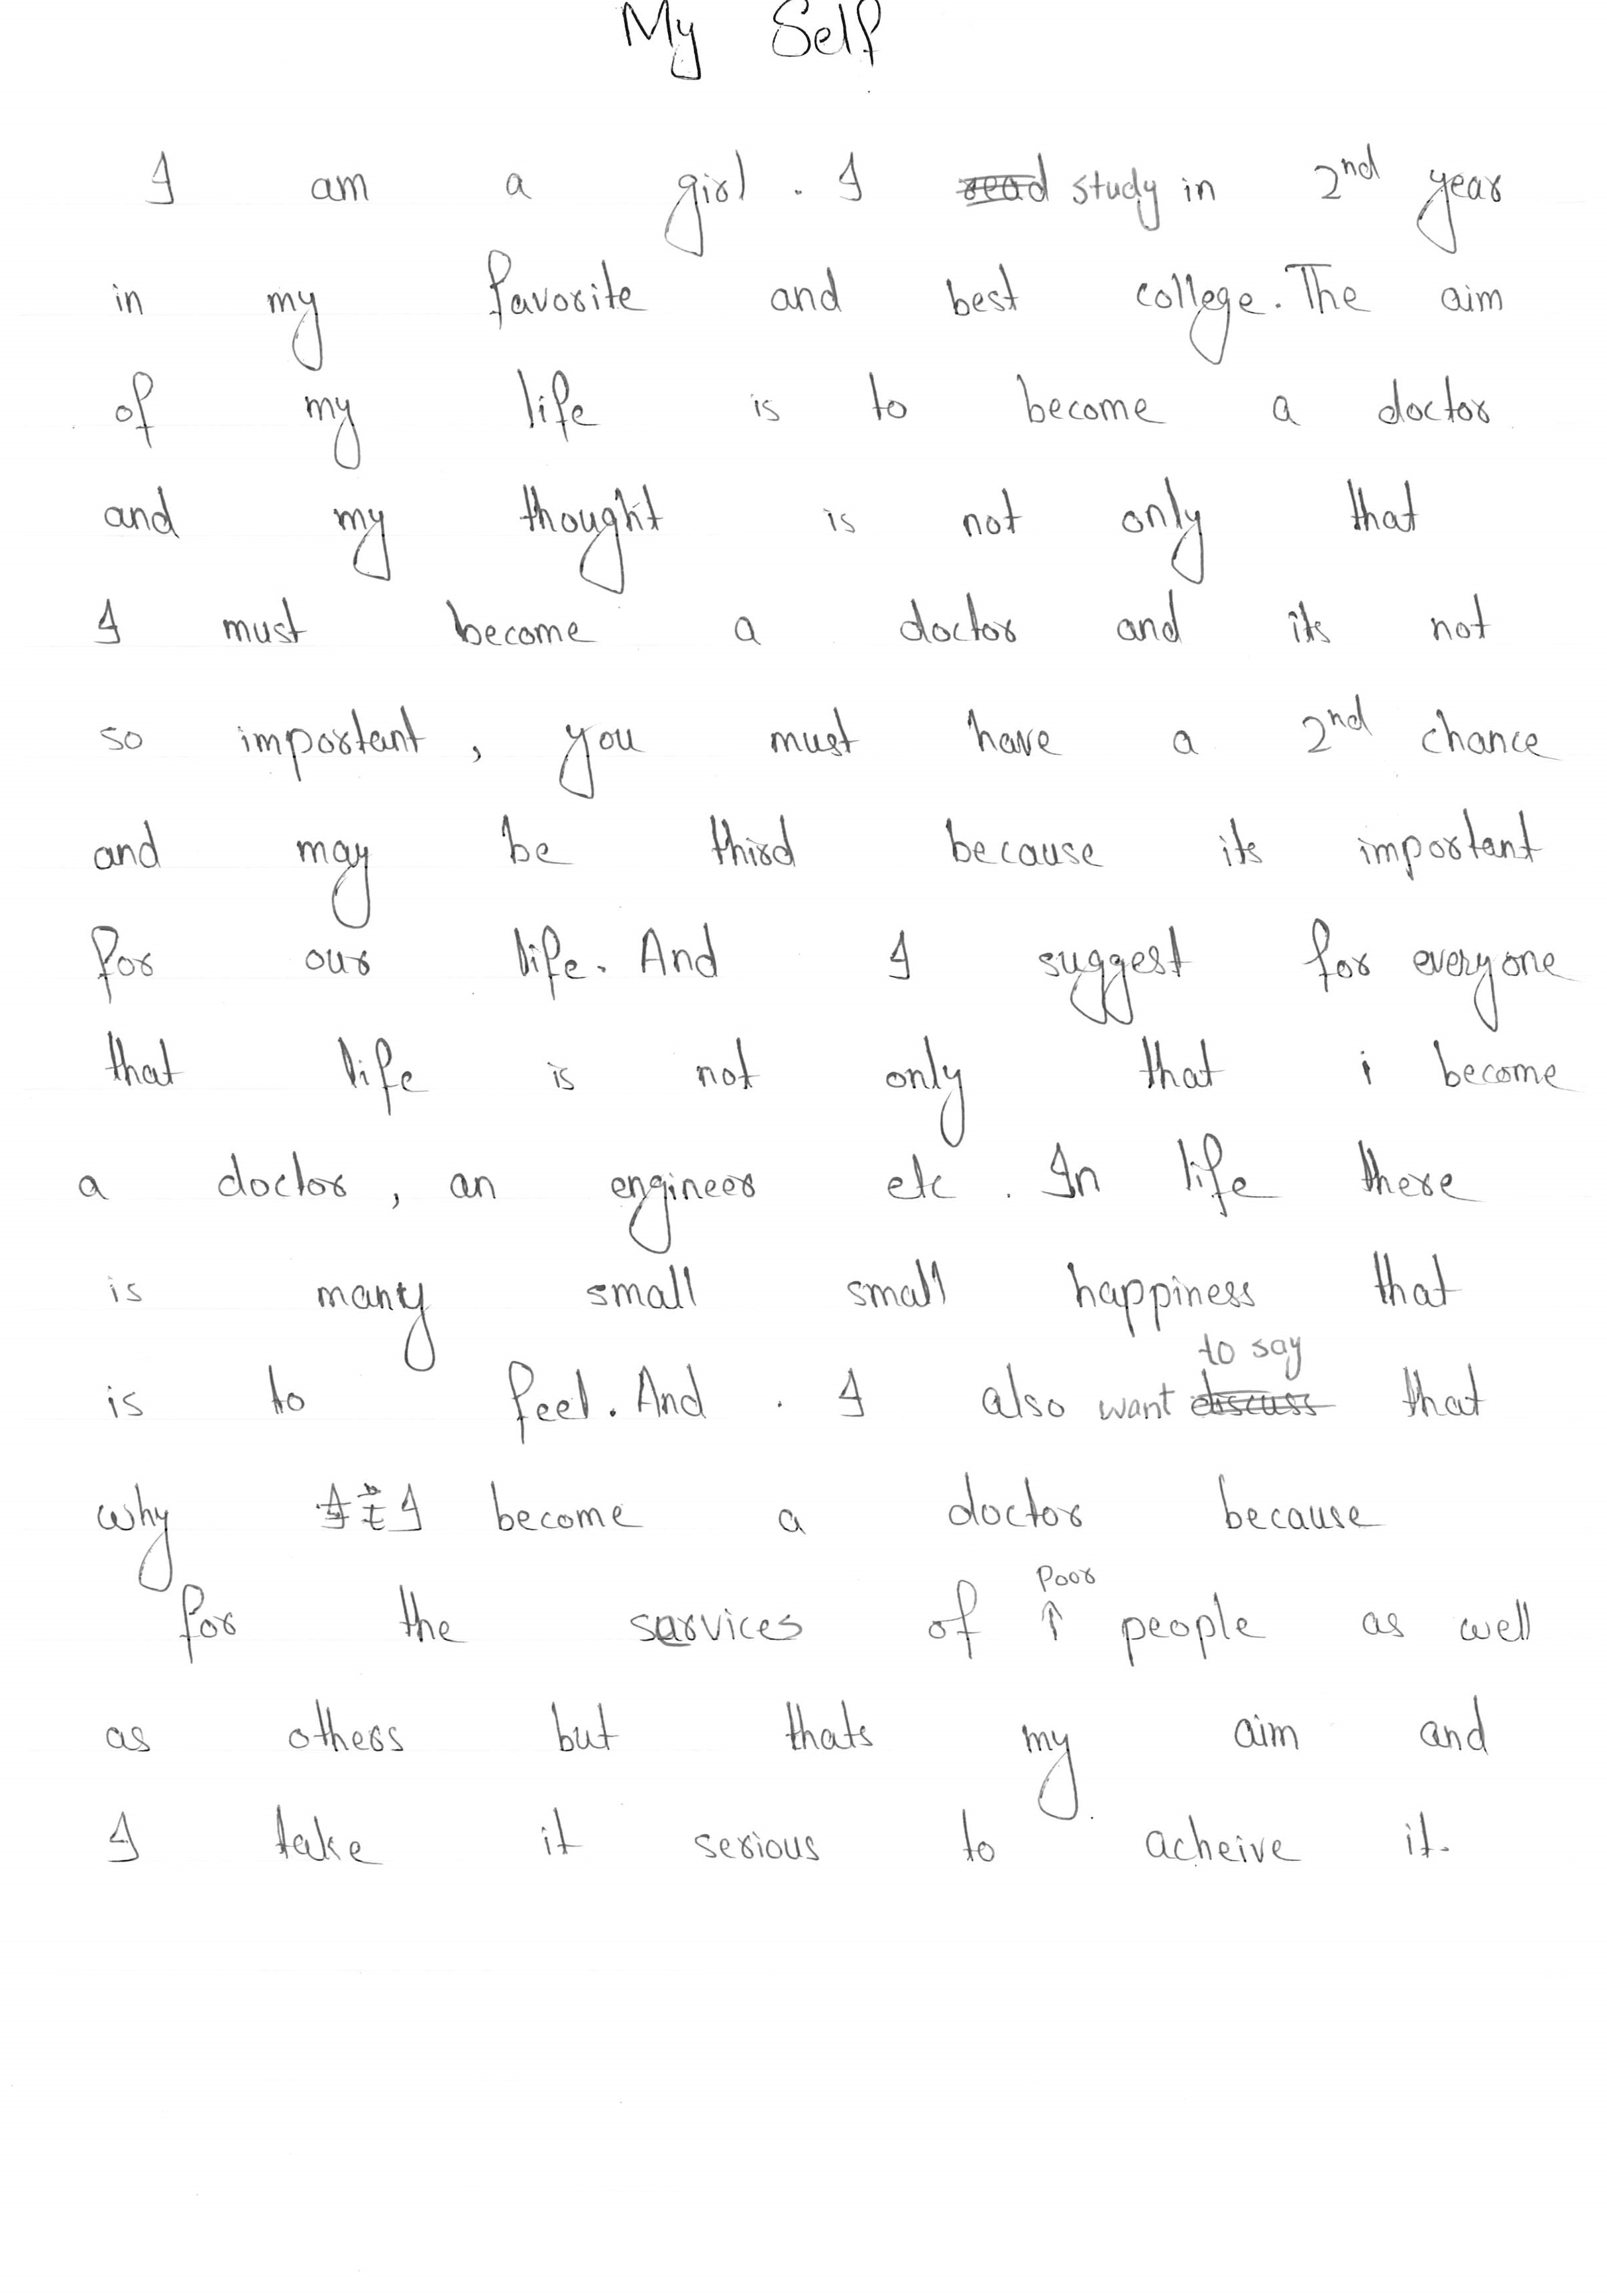 My Self
I am a girl. I read study in 2nd year
in my favorite and best college. The aim
of my life is to become a doctor
and my thought is not only that
I must become a doctor and its not
so important, you must have a 2nd chance
and may be third because its important
for our life. And I suggest for everyone
that life is not only that i become
a doctor, an engineer etc. In life there
is many small small happiness that
to say
is to feel. And . I also want discuss that
why I become a doctor because
Poor
for the services of ↑ people as well
as others but thats my aim and
I take it serious to acheive it.